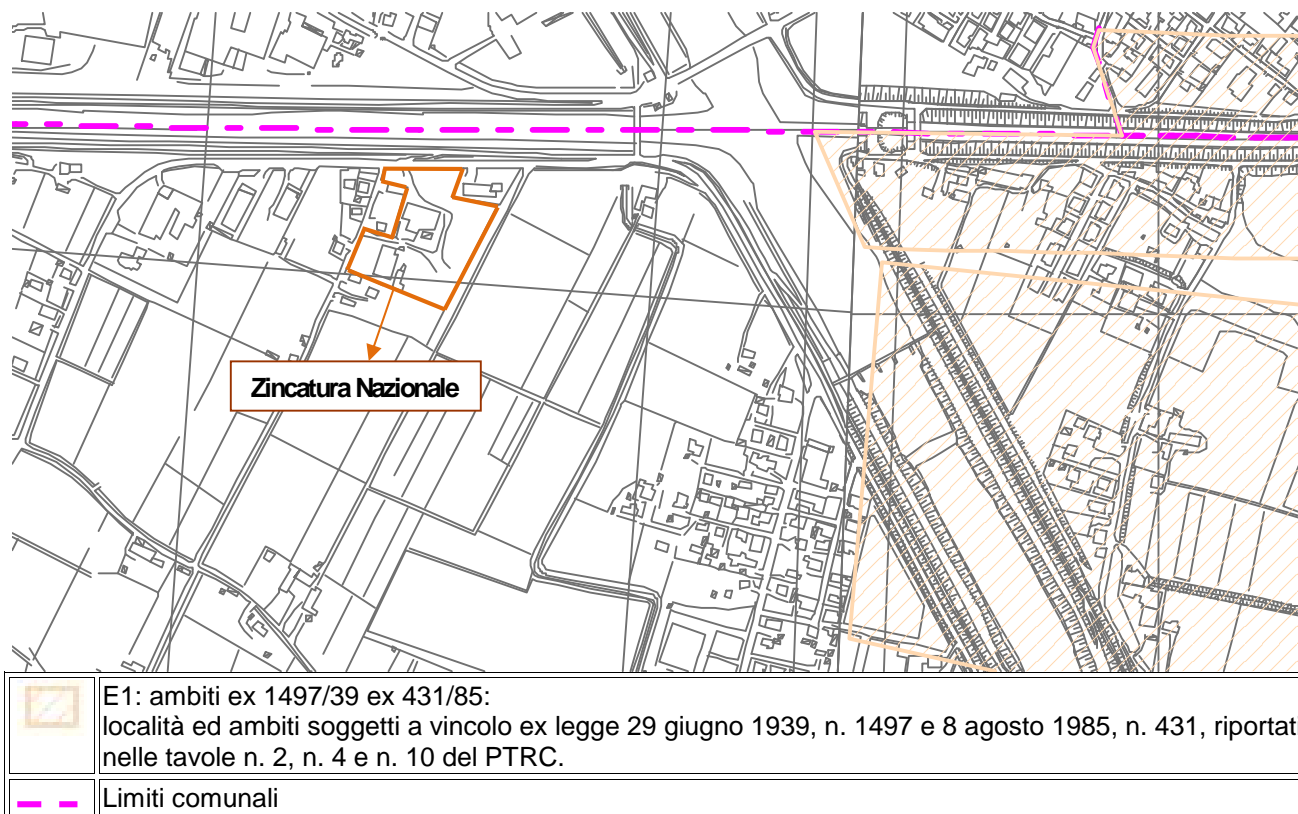 Zincatura Nazionale
E1: ambiti ex 1497/39 ex 431/85:
località ed ambiti soggetti a vincolo ex legge 29 giugno 1939, n. 1497 e 8 agosto 1985, n. 431, riportati
nelle tavole n. 2, n. 4 e n. 10 del PTRC.
Limiti comunali